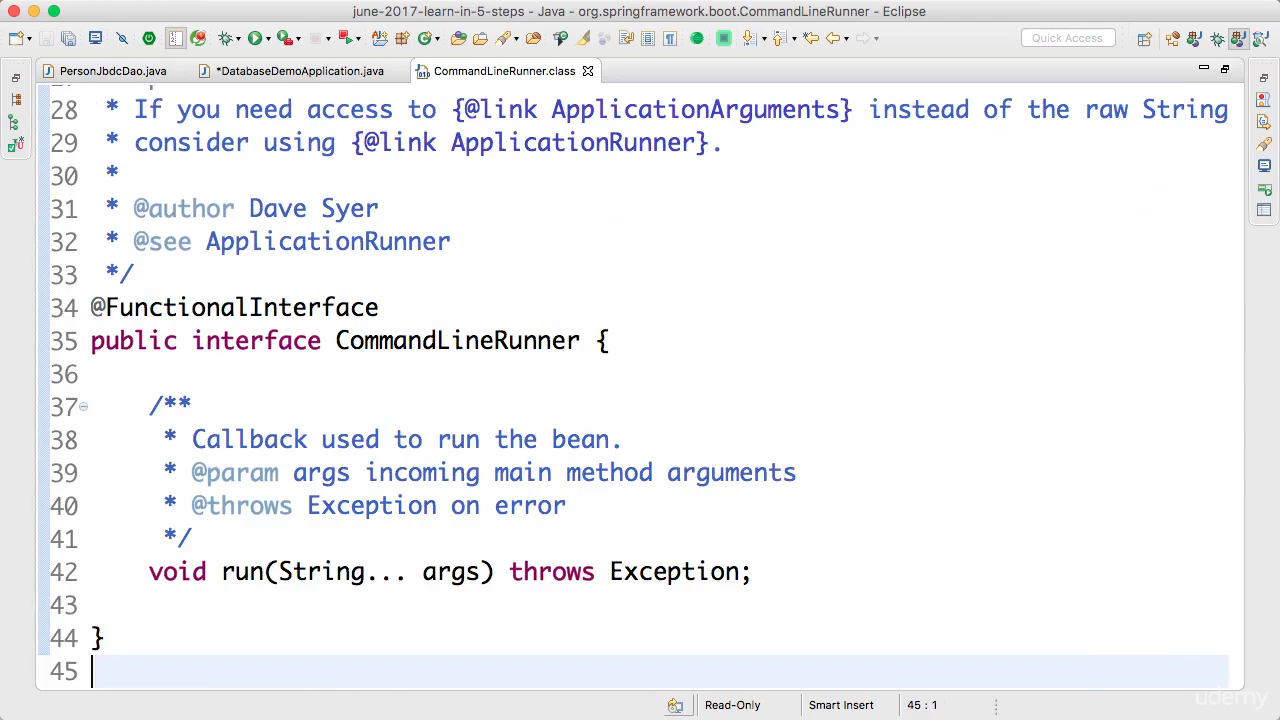 june-2017-learn-in-5-steps - Java - org.springframework.boot.CommandLineRunner - Eclipse
Quick Access
PersonJbdcDao.java *DatabaseDemoApplication.java CommandLineRunner.class
28 * If you need access to {@link ApplicationArguments} instead of the raw String
29 * consider using {@link ApplicationRunner}.
30 *
31 * @author Dave Syer
32 * @see ApplicationRunner
33 */
34 @FunctionalInterface
35 public interface CommandLineRunner {
36
37 /**
38 * Callback used to run the bean.
39 * @param args incoming main method arguments
40 * @throws Exception on error
41 */
42 void run(String... args) throws Exception;
43
44 }
45
Read-Only Smart Insert 45 : 1
udemy